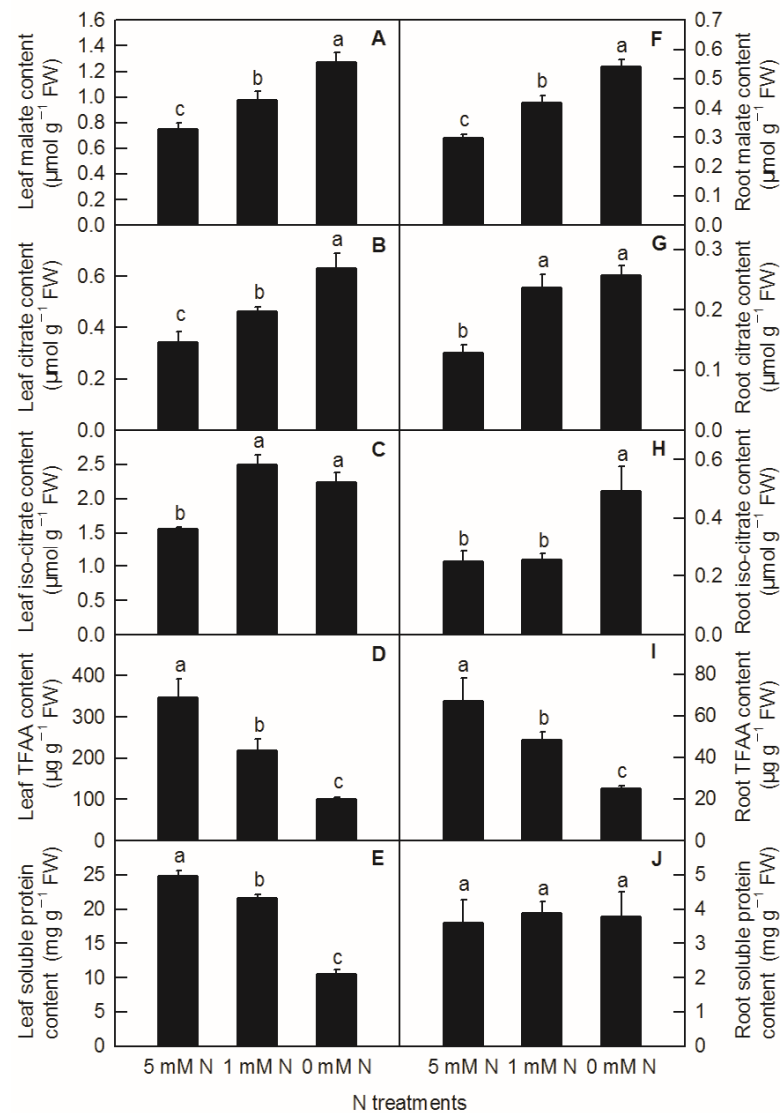 Leaf malate content
(μmol g⁻¹ FW)
1.6
1.4
1.2
1.0
0.8
0.6
0.4
0.2
0.0
c
b
a
A
c
b
a
F
0.7
0.6
0.5
0.4
0.3
0.2
0.1
0.0
Root malate content
(μmol g⁻¹ FW)
Leaf citrate content
(μmol g⁻¹ FW)
0.6
0.4
0.2
0.0
c
b
a
B
b
a
a
G
0.3
0.2
0.1
0.0
Root citrate content
(μmol g⁻¹ FW)
Leaf iso-citrate content
(μmol g⁻¹ FW)
2.5
2.0
1.5
1.0
0.5
0.0
b
a
a
C
b
b
a
H
0.6
0.4
0.2
0.0
Root iso-citrate content
(μmol g⁻¹ FW)
Leaf TFAA content
(μg g⁻¹ FW)
400
300
200
100
0
a
b
c
D
a
b
c
I
80
60
40
20
0
Root TFAA content
(μg g⁻¹ FW)
Leaf soluble protein
content (mg g⁻¹ FW)
25
20
15
10
5
0
a
b
c
E
a
a
a
J
5
4
3
2
1
0
Root soluble protein
content (mg g⁻¹ FW)
5 mM N 1 mM N 0 mM N
5 mM N 1 mM N 0 mM N
N treatments